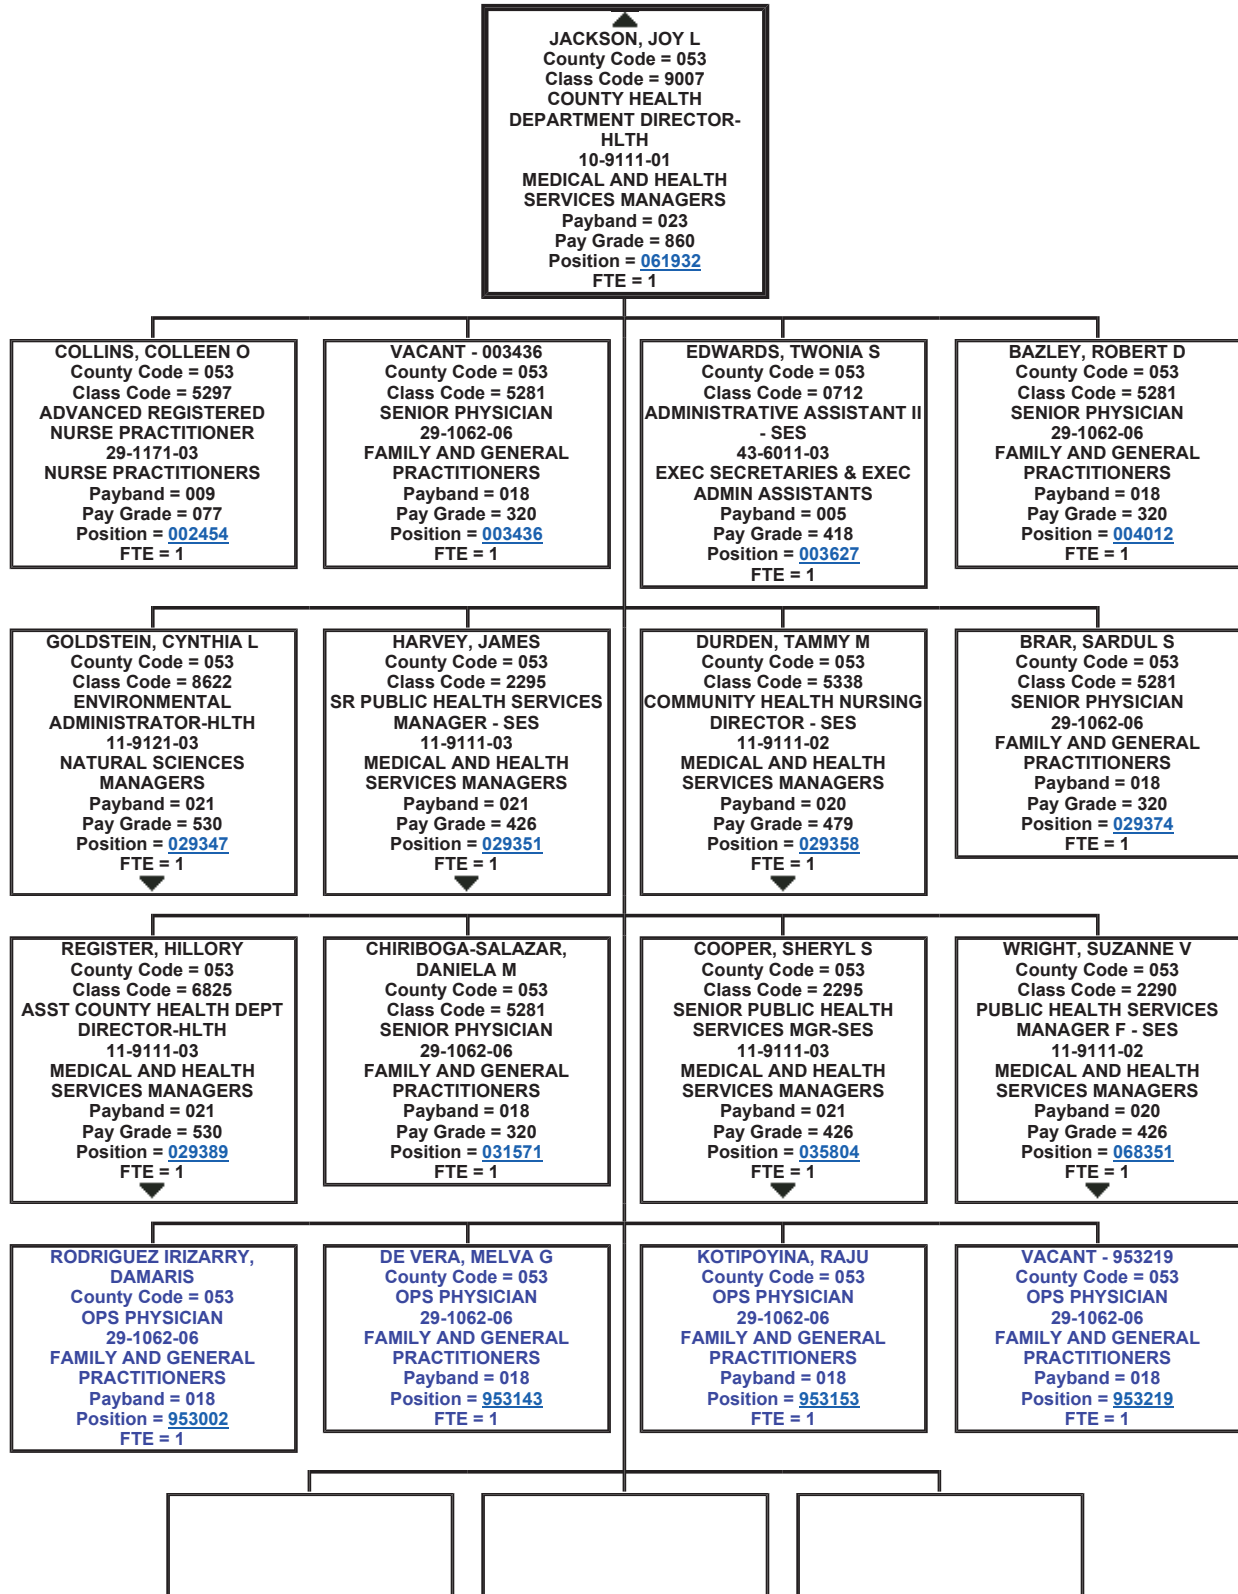 JACKSON, JOY L
County Code = 053
Class Code = 9007
COUNTY HEALTH
DEPARTMENT DIRECTOR-
HLTH
10-9111-01
MEDICAL AND HEALTH
SERVICES MANAGERS
Payband = 023
Pay Grade = 860
Position = 061932
FTE = 1
COLLINS, COLLEEN O
County Code = 053
Class Code = 5297
ADVANCED REGISTERED
NURSE PRACTITIONER
29-1171-03
NURSE PRACTITIONERS
Payband = 009
Pay Grade = 077
Position = 002454
FTE = 1
VACANT - 003436
County Code = 053
Class Code = 5281
SENIOR PHYSICIAN
29-1062-06
FAMILY AND GENERAL
PRACTITIONERS
Payband = 018
Pay Grade = 320
Position = 003436
FTE = 1
EDWARDS, TWONIA S
County Code = 053
Class Code = 0712
ADMINISTRATIVE ASSISTANT II
- SES
43-6011-03
EXEC SECRETARIES & EXEC
ADMIN ASSISTANTS
Payband = 005
Pay Grade = 418
Position = 003627
FTE = 1
BAZLEY, ROBERT D
County Code = 053
Class Code = 5281
SENIOR PHYSICIAN
29-1062-06
FAMILY AND GENERAL
PRACTITIONERS
Payband = 018
Pay Grade = 320
Position = 004012
FTE = 1
GOLDSTEIN, CYNTHIA L
County Code = 053
Class Code = 8622
ENVIRONMENTAL
ADMINISTRATOR-HLTH
11-9121-03
NATURAL SCIENCES
MANAGERS
Payband = 021
Pay Grade = 530
Position = 029347
FTE = 1
HARVEY, JAMES
County Code = 053
Class Code = 2295
SR PUBLIC HEALTH SERVICES
MANAGER - SES
11-9111-03
MEDICAL AND HEALTH
SERVICES MANAGERS
Payband = 021
Pay Grade = 426
Position = 029351
FTE = 1
DURDEN, TAMMY M
County Code = 053
Class Code = 5338
COMMUNITY HEALTH NURSING
DIRECTOR - SES
11-9111-02
MEDICAL AND HEALTH
SERVICES MANAGERS
Payband = 020
Pay Grade = 479
Position = 029358
FTE = 1
BRAR, SARDUL S
County Code = 053
Class Code = 5281
SENIOR PHYSICIAN
29-1062-06
FAMILY AND GENERAL
PRACTITIONERS
Payband = 018
Pay Grade = 320
Position = 029374
FTE = 1
REGISTER, HILLORY
County Code = 053
Class Code = 6825
ASST COUNTY HEALTH DEPT
DIRECTOR-HLTH
11-9111-03
MEDICAL AND HEALTH
SERVICES MANAGERS
Payband = 021
Pay Grade = 530
Position = 029389
FTE = 1
CHIRIBOGA-SALAZAR,
DANIELA M
County Code = 053
Class Code = 5281
SENIOR PHYSICIAN
29-1062-06
FAMILY AND GENERAL
PRACTITIONERS
Payband = 018
Pay Grade = 320
Position = 031571
FTE = 1
COOPER, SHERYL S
County Code = 053
Class Code = 2295
SENIOR PUBLIC HEALTH
SERVICES MGR-SES
11-9111-03
MEDICAL AND HEALTH
SERVICES MANAGERS
Payband = 021
Pay Grade = 426
Position = 035804
FTE = 1
WRIGHT, SUZANNE V
County Code = 053
Class Code = 2290
PUBLIC HEALTH SERVICES
MANAGER F - SES
11-9111-02
MEDICAL AND HEALTH
SERVICES MANAGERS
Payband = 020
Pay Grade = 426
Position = 068351
FTE = 1
RODRIGUEZ IRIZARRY,
DAMARIS
County Code = 053
OPS PHYSICIAN
29-1062-06
FAMILY AND GENERAL
PRACTITIONERS
Payband = 018
Position = 953002
FTE = 1
DE VERA, MELVA G
County Code = 053
OPS PHYSICIAN
29-1062-06
FAMILY AND GENERAL
PRACTITIONERS
Payband = 018
Position = 953143
FTE = 1
KOTIPOYINA, RAJU
County Code = 053
OPS PHYSICIAN
29-1062-06
FAMILY AND GENERAL
PRACTITIONERS
Payband = 018
Position = 953153
FTE = 1
VACANT - 953219
County Code = 053
OPS PHYSICIAN
29-1062-06
FAMILY AND GENERAL
PRACTITIONERS
Payband = 018
Position = 953219
FTE = 1